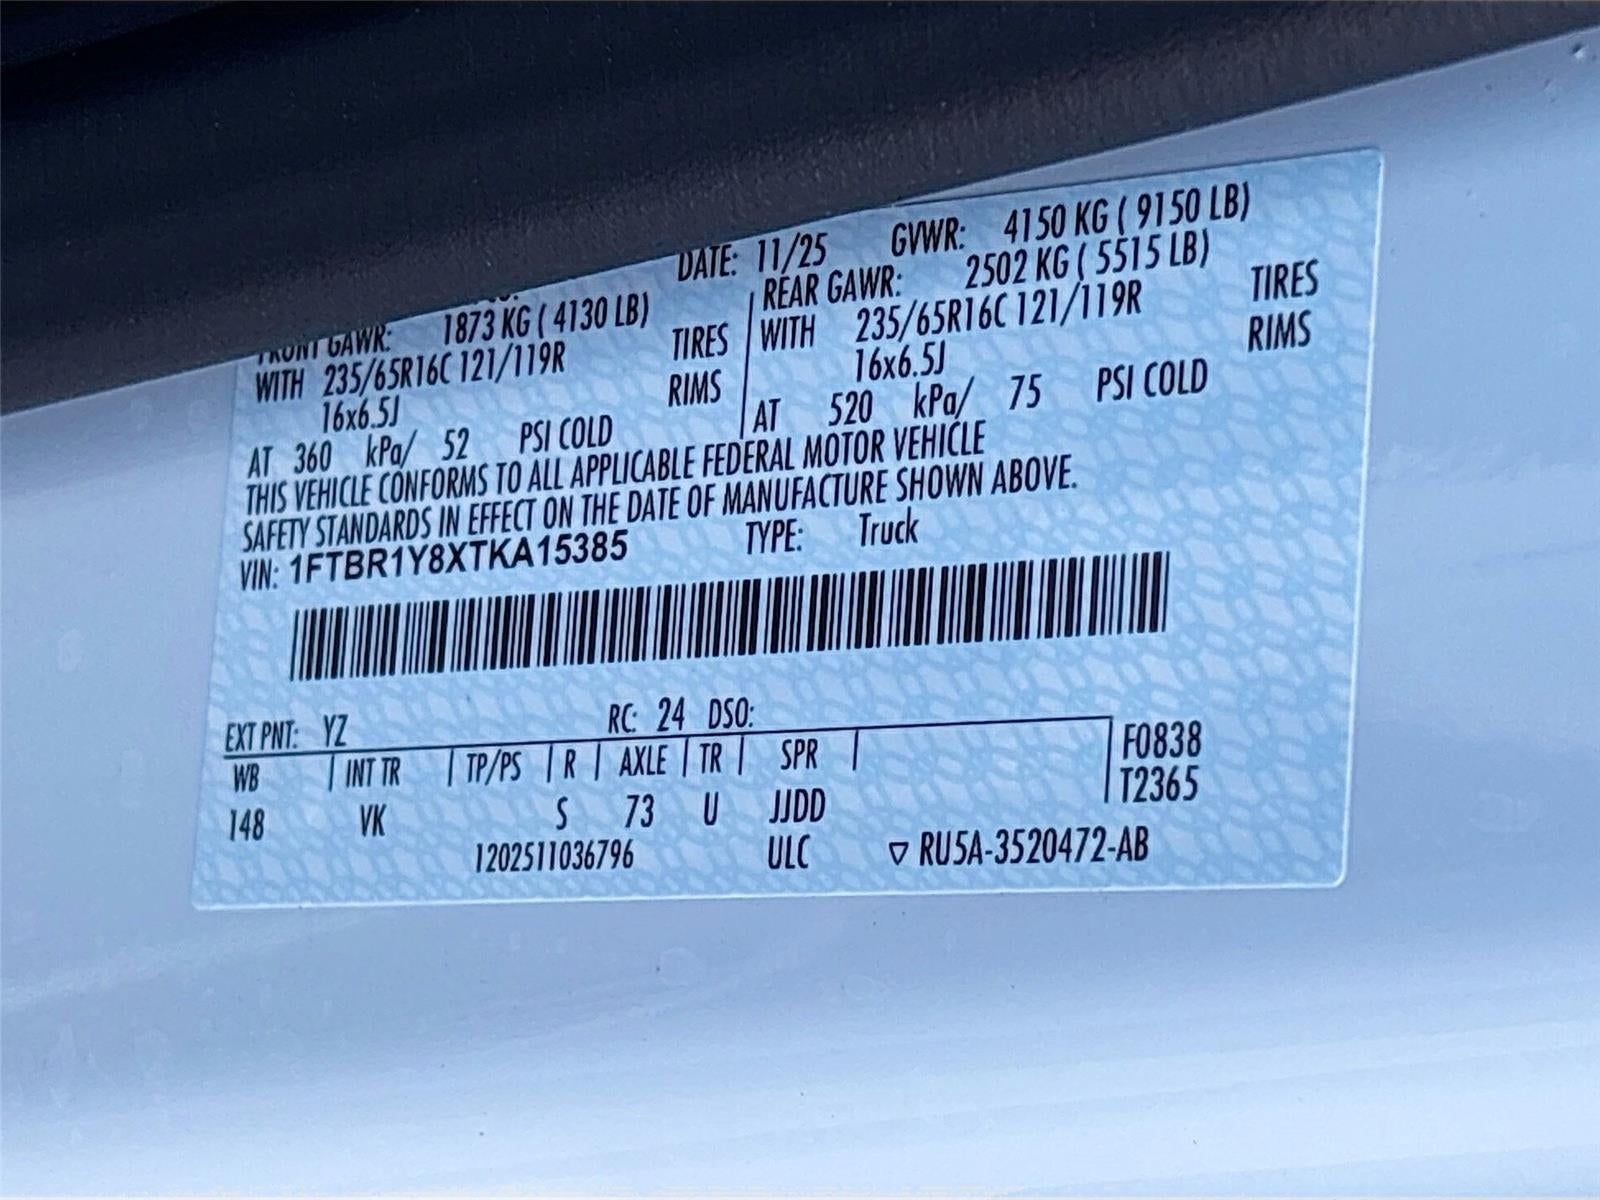 DATE: 11/25 GVWR: 4150 KG ( 9150 LB)
FRONT GAWR: 1873 KG ( 4130 LB) REAR GAWR: 2502 KG ( 5515 LB)
WITH 235/65R16C 121/119R TIRES WITH 235/65R16C 121/119R TIRES
16x6.5J RIMS 16x6.5J RIMS
AT 360 kPa/ 52 PSI COLD AT 520 kPa/ 75 PSI COLD
THIS VEHICLE CONFORMS TO ALL APPLICABLE FEDERAL MOTOR VEHICLE
SAFETY STANDARDS IN EFFECT ON THE DATE OF MANUFACTURE SHOWN ABOVE.
VIN: 1FTBR1Y8XTKA15385 TYPE: Truck
EXT PNT: YZ RC: 24 DSO:
WB | INT TR | TP/PS | R | AXLE | TR | SPR | F0838
148 VK S 73 U JJDD T2365
1202511036796 ULC ▽ RU5A-3520472-AB